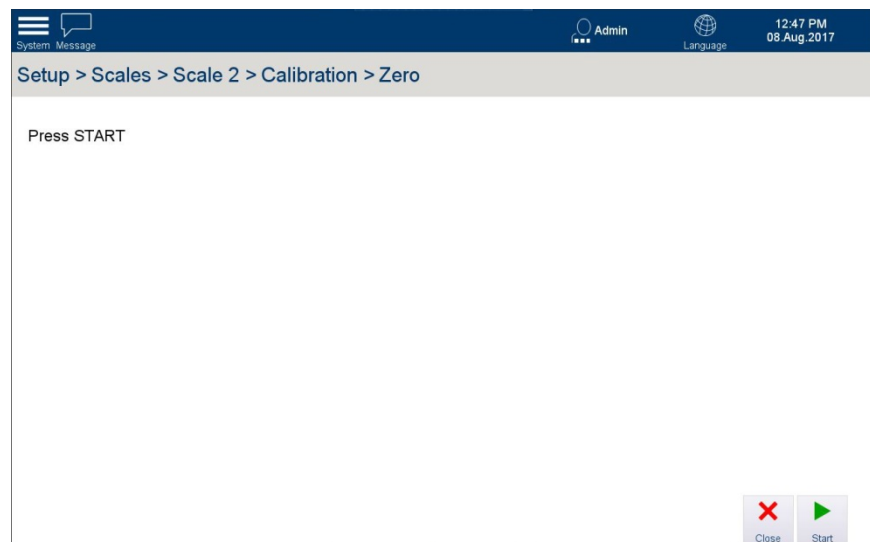 Admin
12:47 PM
System Message
Language
08.Aug.2017
Setup > Scales > Scale 2 > Calibration > Zero
Press START
Close Start